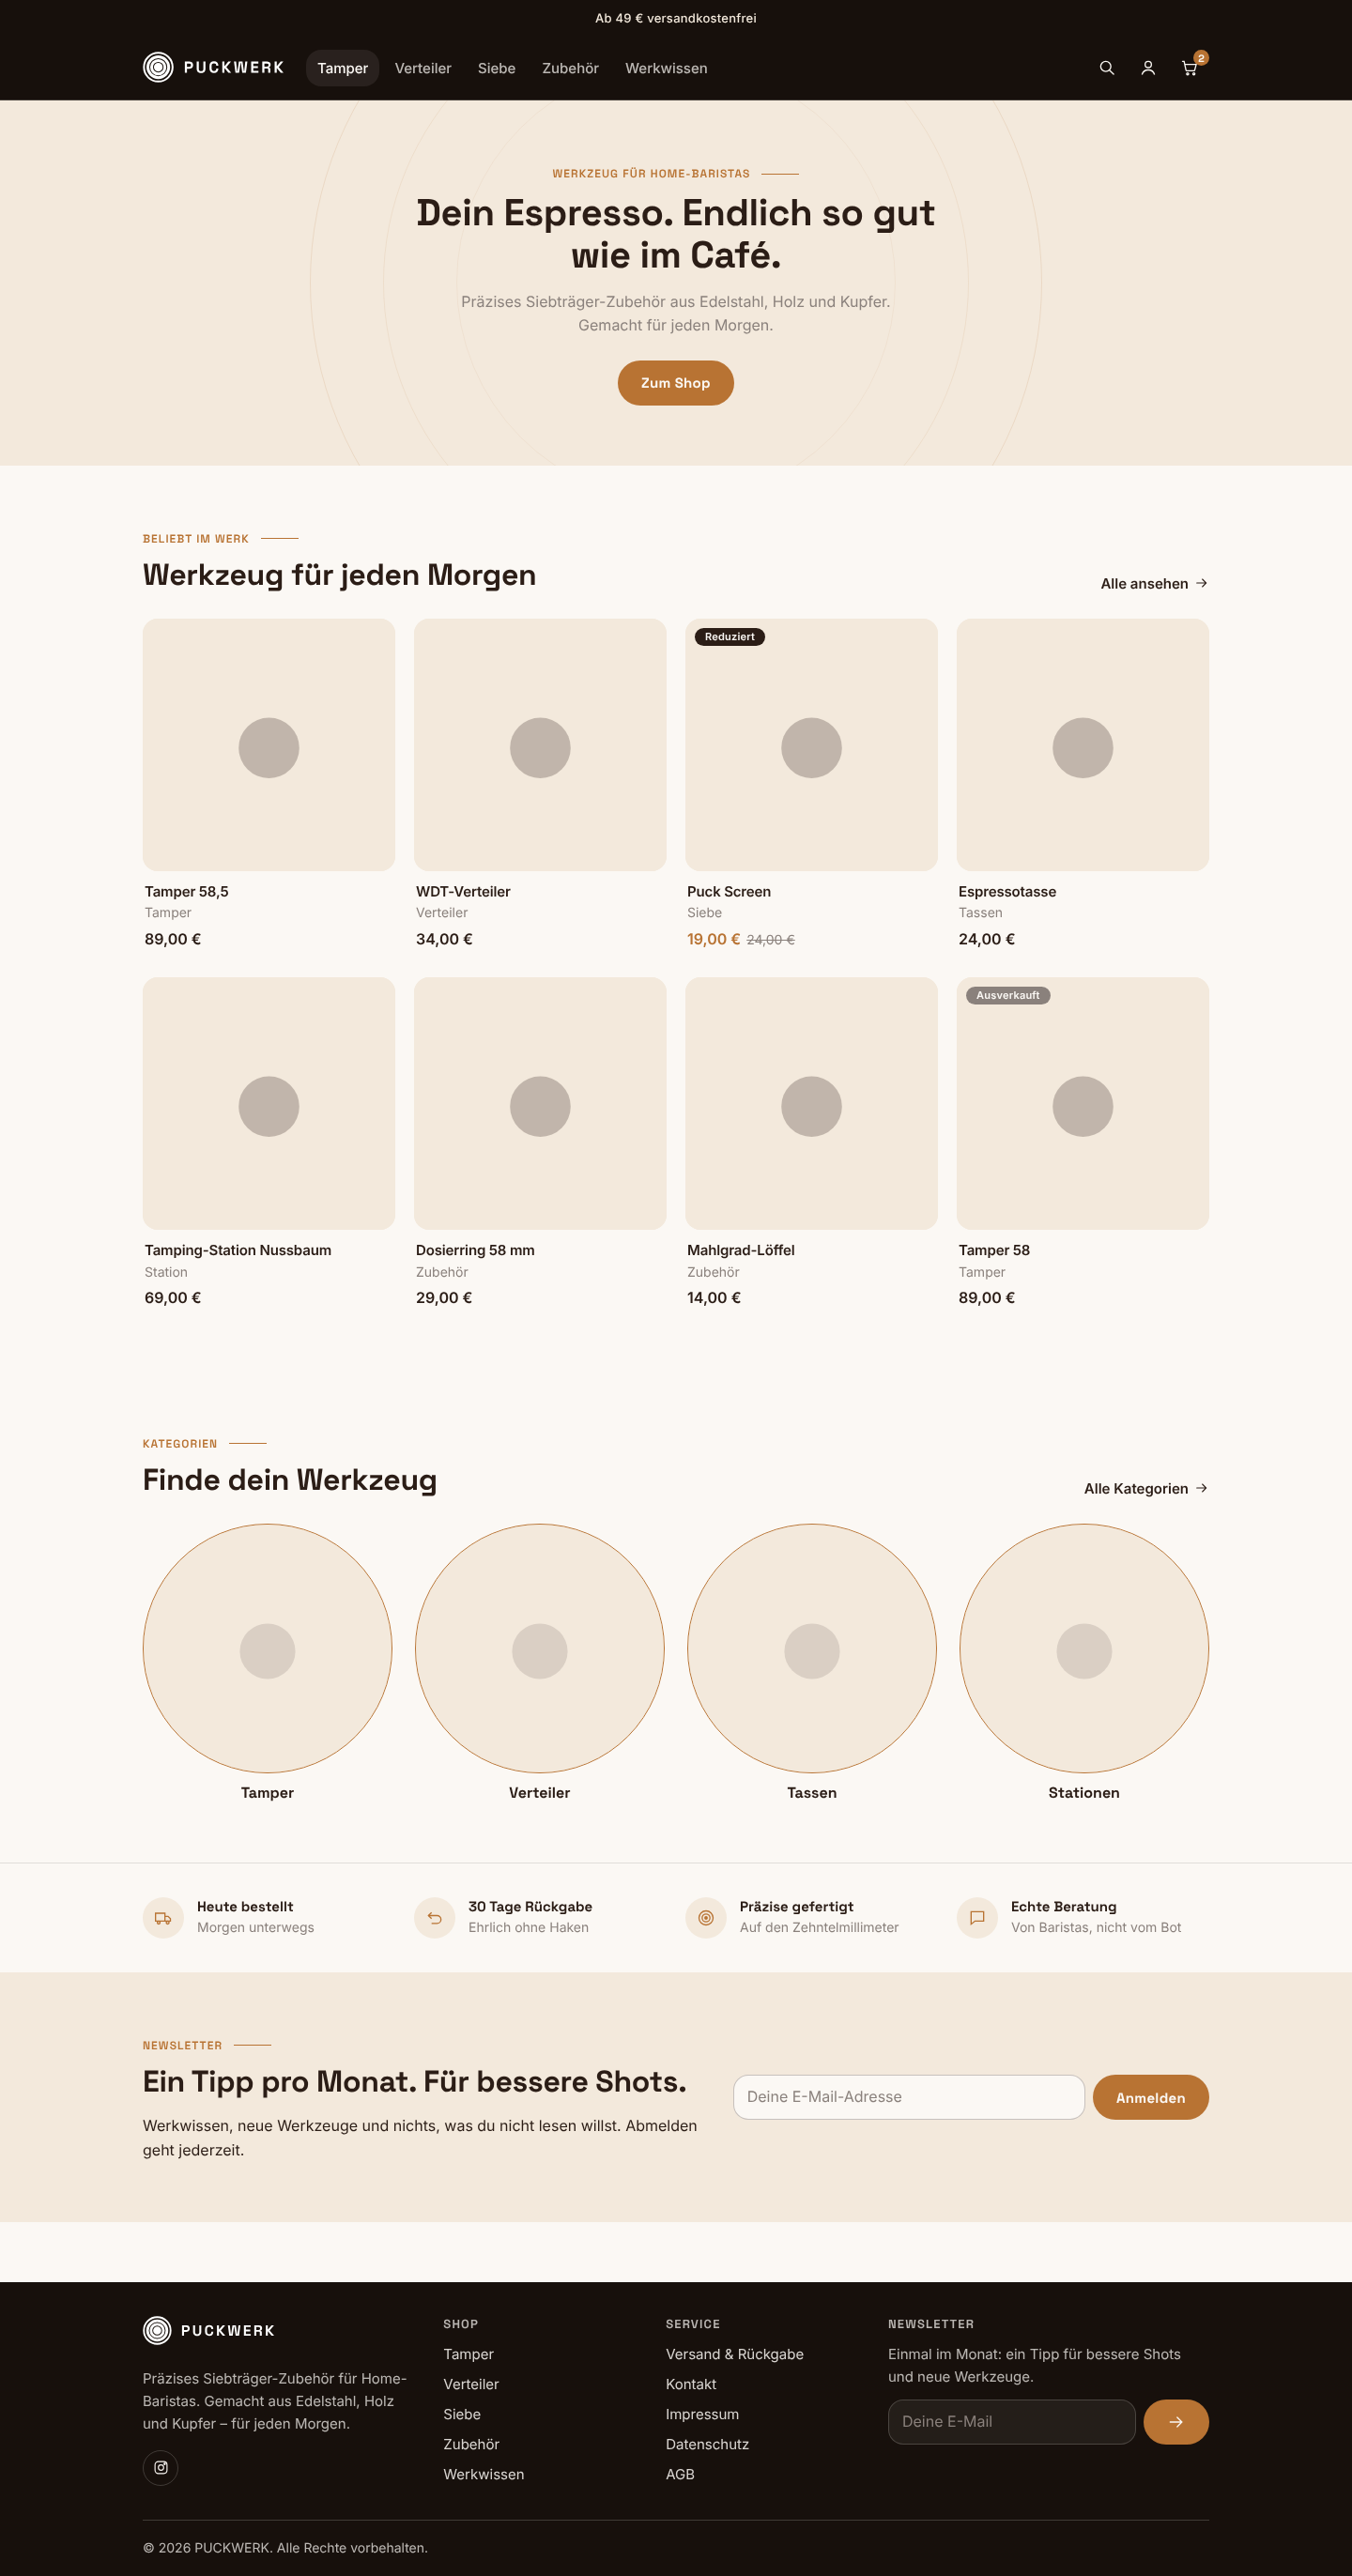 Ab 49 € versandkostenfrei
PUCKWERK
Tamper
Verteiler
Siebe
Zubehör
Werkwissen
2
WERKZEUG FÜR HOME-BARISTAS
Dein Espresso. Endlich so gut
wie im Café.
Präzises Siebträger-Zubehör aus Edelstahl, Holz und Kupfer.
Gemacht für jeden Morgen.
Zum Shop
BELIEBT IM WERK
Werkzeug für jeden Morgen
Alle ansehen →
Reduziert
Tamper 58,5
Tamper
89,00 €
WDT-Verteiler
Verteiler
34,00 €
Puck Screen
Siebe
19,00 € 24,00 €
Espressotasse
Tassen
24,00 €
Ausverkauft
Tamping-Station Nussbaum
Station
69,00 €
Dosierring 58 mm
Zubehör
29,00 €
Mahlgrad-Löffel
Zubehör
14,00 €
Tamper 58
Tamper
89,00 €
KATEGORIEN
Finde dein Werkzeug
Alle Kategorien →
Tamper
Verteiler
Tassen
Stationen
Heute bestellt
Morgen unterwegs
30 Tage Rückgabe
Ehrlich ohne Haken
Präzise gefertigt
Auf den Zehntelmillimeter
Echte Beratung
Von Baristas, nicht vom Bot
NEWSLETTER
Ein Tipp pro Monat. Für bessere Shots.
Werkwissen, neue Werkzeuge und nichts, was du nicht lesen willst. Abmelden
geht jederzeit.
Deine E-Mail-Adresse
Anmelden
PUCKWERK
Präzises Siebträger-Zubehör für Home-
Baristas. Gemacht aus Edelstahl, Holz
und Kupfer – für jeden Morgen.
SHOP
Tamper
Verteiler
Siebe
Zubehör
Werkwissen
SERVICE
Versand & Rückgabe
Kontakt
Impressum
Datenschutz
AGB
NEWSLETTER
Einmal im Monat: ein Tipp für bessere Shots
und neue Werkzeuge.
Deine E-Mail
→
© 2026 PUCKWERK. Alle Rechte vorbehalten.